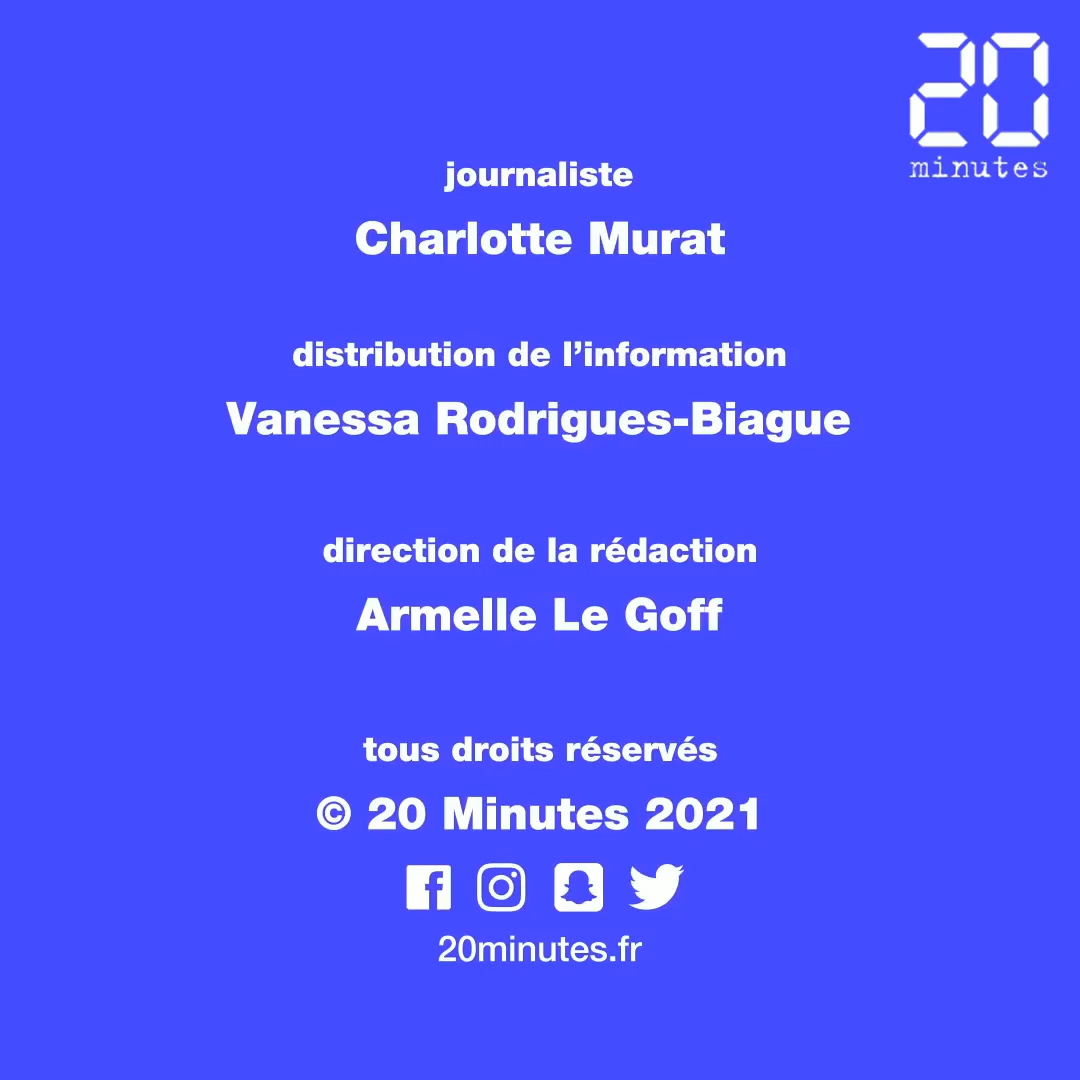 20
minutes
journaliste
Charlotte Murat
distribution de l’information
Vanessa Rodrigues-Biague
direction de la rédaction
Armelle Le Goff
tous droits réservés
© 20 Minutes 2021
20minutes.fr